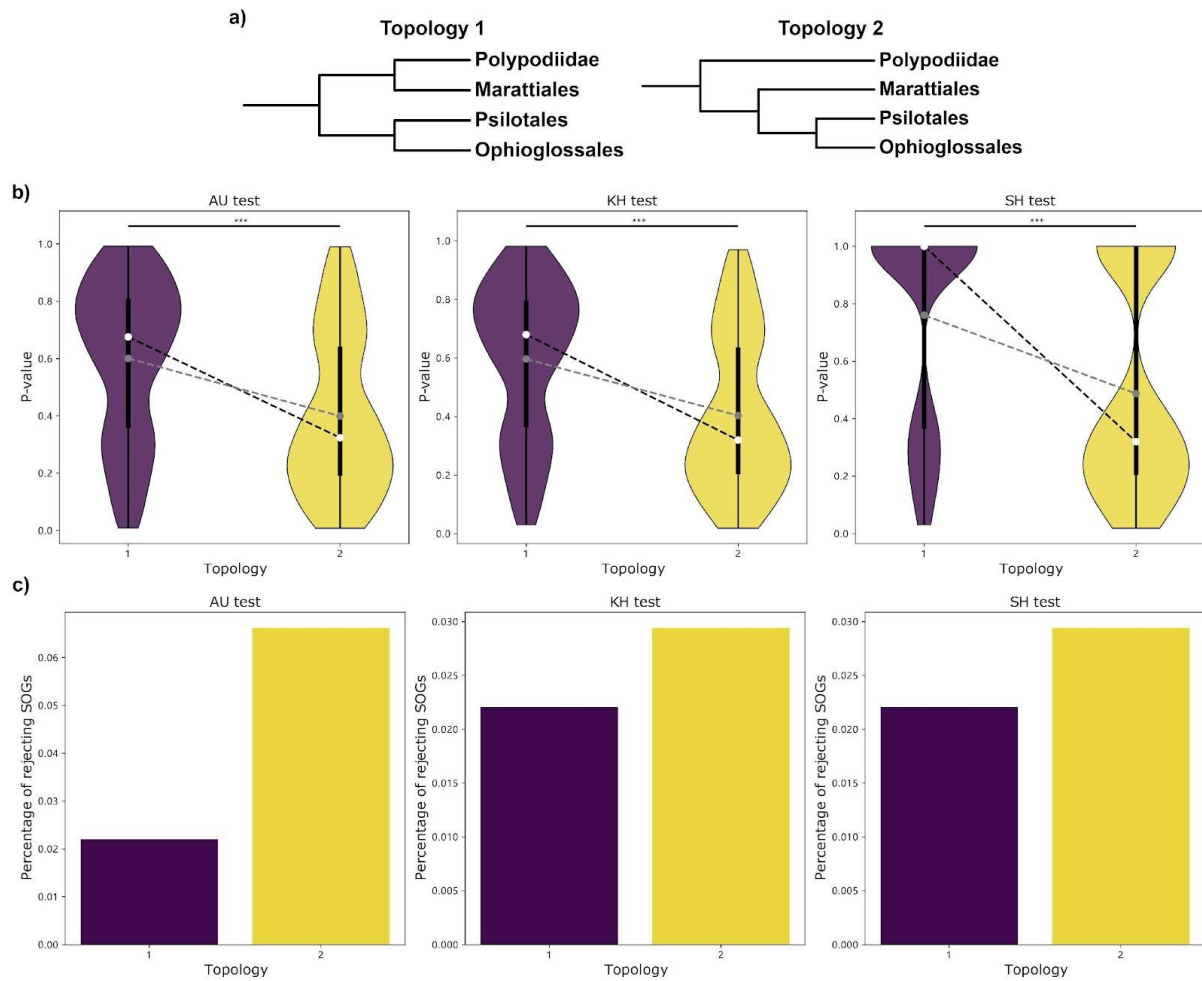 a)
Topology 1
Topology 2
Polypodiidae
Marattiales
Psilotales
Ophioglossales
Polypodiidae
Marattiales
Psilotales
Ophioglossales
b)
AU test
KH test
SH test
***
***
***
P-value
1.0
0.8
0.6
0.4
0.2
0.0
1
2
Topology
P-value
1.0
0.8
0.6
0.4
0.2
0.0
1
2
Topology
P-value
1.0
0.8
0.6
0.4
0.2
0.0
1
2
Topology
c)
AU test
KH test
SH test
Percentage of rejecting SOGs
0.06
0.05
0.04
0.03
0.02
0.01
0.00
1
2
Topology
Percentage of rejecting SOGs
0.030
0.025
0.020
0.015
0.010
0.005
0.000
1
2
Topology
Percentage of rejecting SOGs
0.030
0.025
0.020
0.015
0.010
0.005
0.000
1
2
Topology